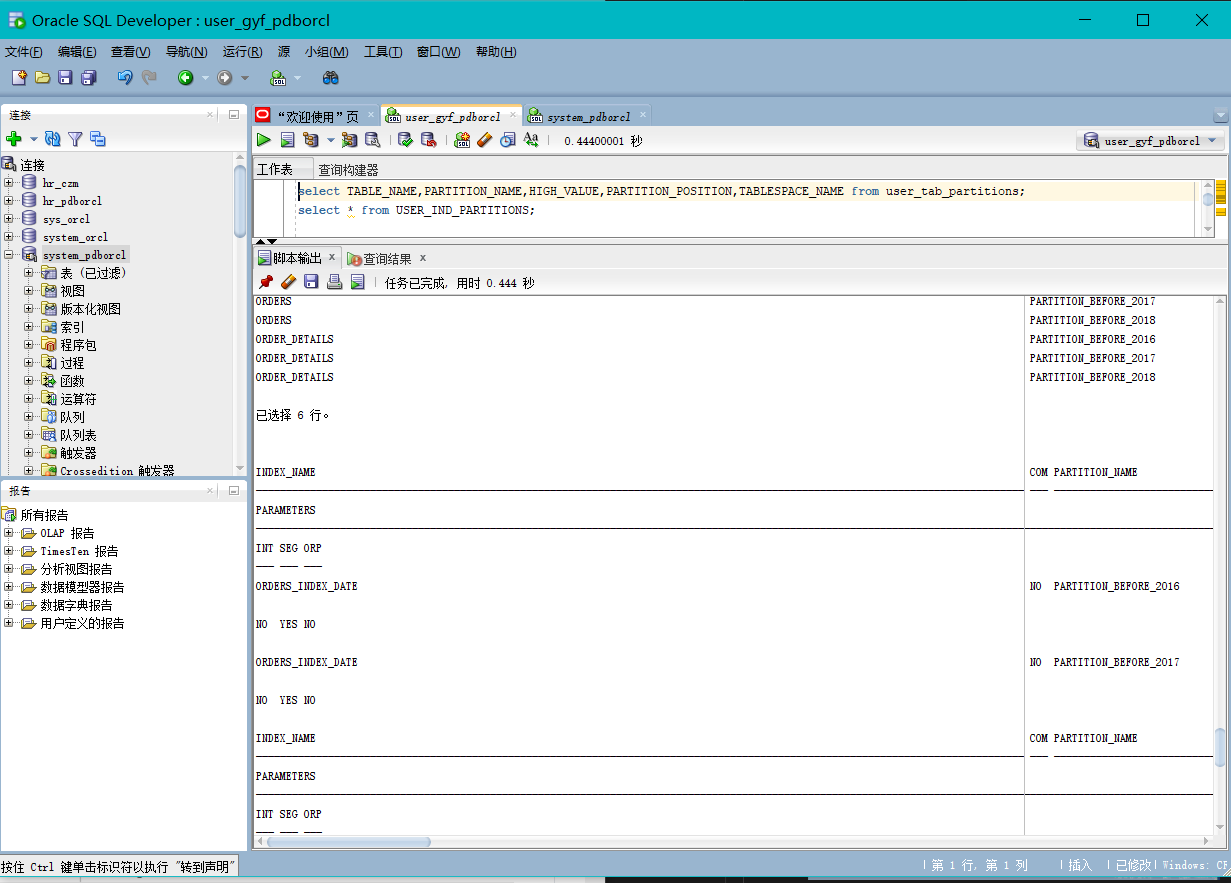 Oracle SQL Developer : user_gyf_pdborcl
文件(F) 编辑(E) 查看(V) 导航(N) 运行(R) 源 小组(M) 工具(T) 窗口(W) 帮助(H)
连接
连接
hr_czm
hr_pdborcl
sys_orcl
system_orcl
system_pdborcl
表 (已过滤)
视图
版本化视图
索引
程序包
过程
函数
运算符
队列
队列表
触发器
Crossedition 触发器
报告
所有报告
OLAP 报告
TimesTen 报告
分析视图报告
数据模型器报告
数据字典报告
用户定义的报告
“欢迎使用”页 user_gyf_pdborcl system_pdborcl
0.44400001 秒 user_gyf_pdborcl
工作表 查询构建器
select TABLE_NAME,PARTITION_NAME,HIGH_VALUE,PARTITION_POSITION,TABLESPACE_NAME from user_tab_partitions;
select * from USER_IND_PARTITIONS;
脚本输出 x 查询结果 x
任务已完成, 用时 0.444 秒
ORDERS PARTITION_BEFORE_2017
ORDERS PARTITION_BEFORE_2018
ORDER_DETAILS PARTITION_BEFORE_2016
ORDER_DETAILS PARTITION_BEFORE_2017
ORDER_DETAILS PARTITION_BEFORE_2018
已选择 6 行。
INDEX_NAME COM PARTITION_NAME
PARAMETERS
INT SEG ORP
ORDERS_INDEX_DATE NO PARTITION_BEFORE_2016
NO YES NO
ORDERS_INDEX_DATE NO PARTITION_BEFORE_2017
NO YES NO
INDEX_NAME COM PARTITION_NAME
PARAMETERS
INT SEG ORP
按住 Ctrl 键单击标识符以执行 "转到声明"
第 1 行, 第 1 列 插入 已修改 Windows: